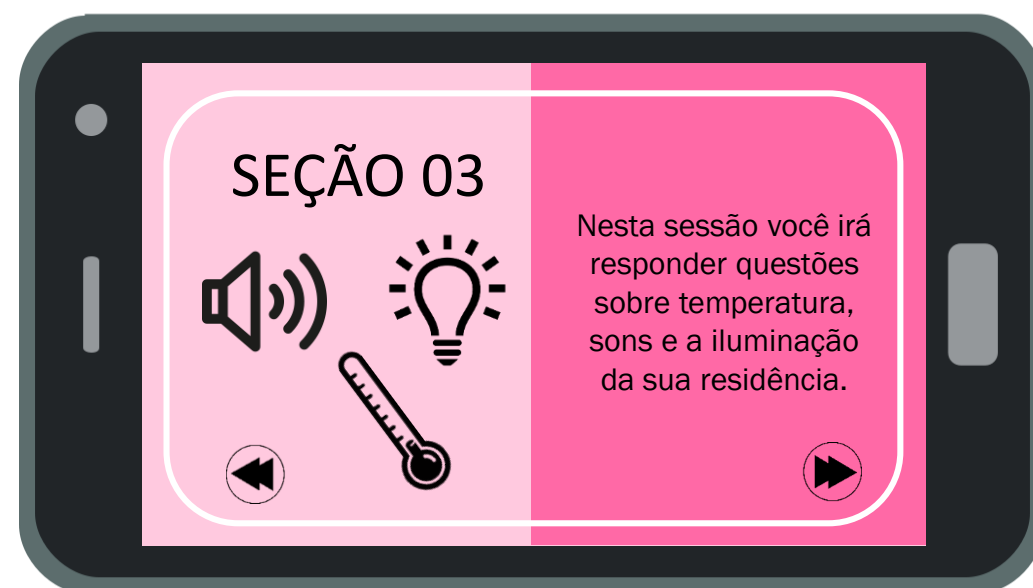 SEÇÃO 03
Nesta sessão você irá
responder questões
sobre temperatura,
sons e a iluminação
da sua residência.